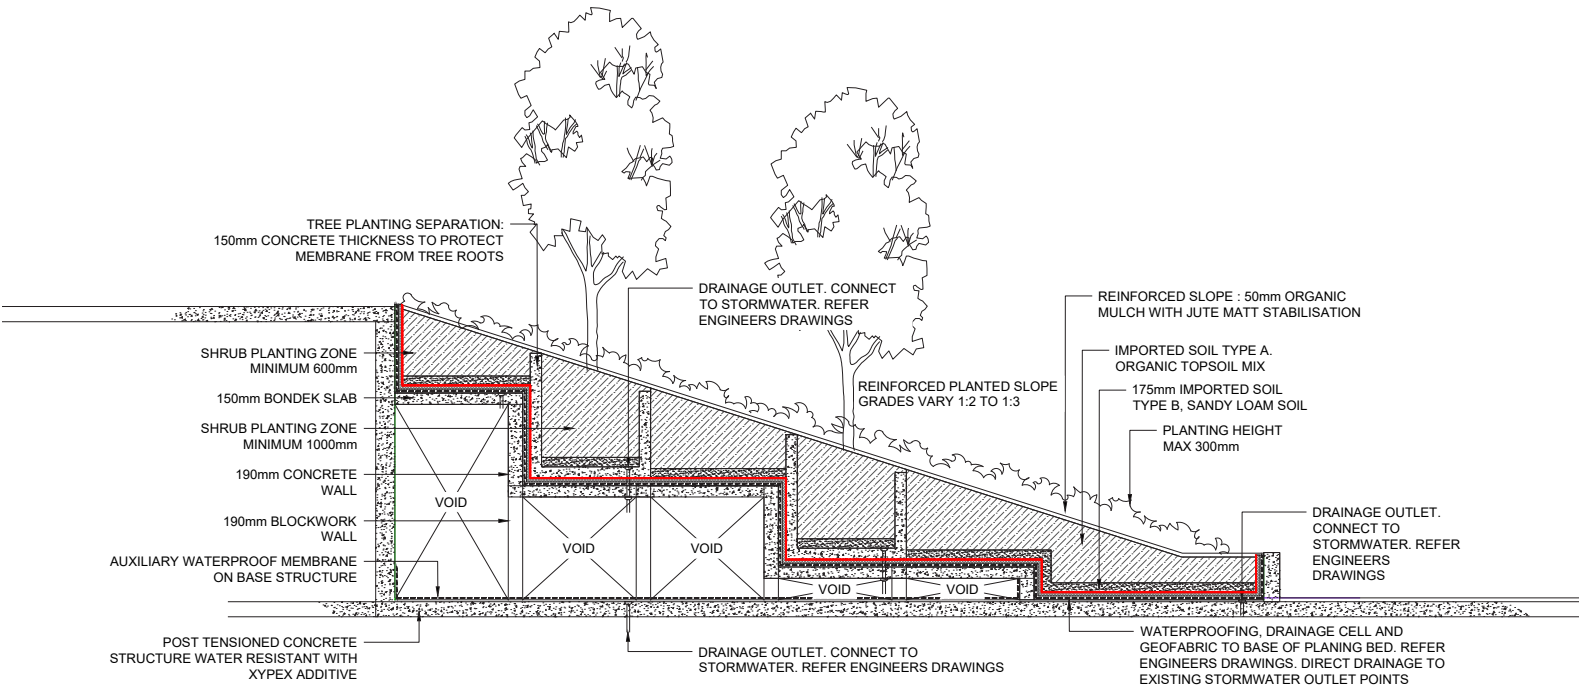 TREE PLANTING SEPARATION:
150mm CONCRETE THICKNESS TO PROTECT
MEMBRANE FROM TREE ROOTS
DRAINAGE OUTLET. CONNECT
TO STORMWATER. REFER
ENGINEERS DRAWINGS
REINFORCED SLOPE : 50mm ORGANIC
MULCH WITH JUTE MATT STABILISATION
SHRUB PLANTING ZONE
MINIMUM 600mm
IMPORTED SOIL TYPE A.
ORGANIC TOPSOIL MIX
REINFORCED PLANTED SLOPE
GRADES VARY 1:2 TO 1:3
175mm IMPORTED SOIL
TYPE B, SANDY LOAM SOIL
150mm BONDEK SLAB
SHRUB PLANTING ZONE
MINIMUM 1000mm
PLANTING HEIGHT
MAX 300mm
190mm CONCRETE
WALL
VOID
190mm BLOCKWORK
WALL
DRAINAGE OUTLET.
CONNECT TO
STORMWATER. REFER
ENGINEERS
DRAWINGS
VOID
VOID
AUXILIARY WATERPROOF MEMBRANE
ON BASE STRUCTURE
VOID
VOID
POST TENSIONED CONCRETE
STRUCTURE WATER RESISTANT WITH
XYPEX ADDITIVE
DRAINAGE OUTLET. CONNECT TO
STORMWATER. REFER ENGINEERS DRAWINGS
WATERPROOFING, DRAINAGE CELL AND
GEOFABRIC TO BASE OF PLANING BED. REFER
ENGINEERS DRAWINGS. DIRECT DRAINAGE TO
EXISTING STORMWATER OUTLET POINTS